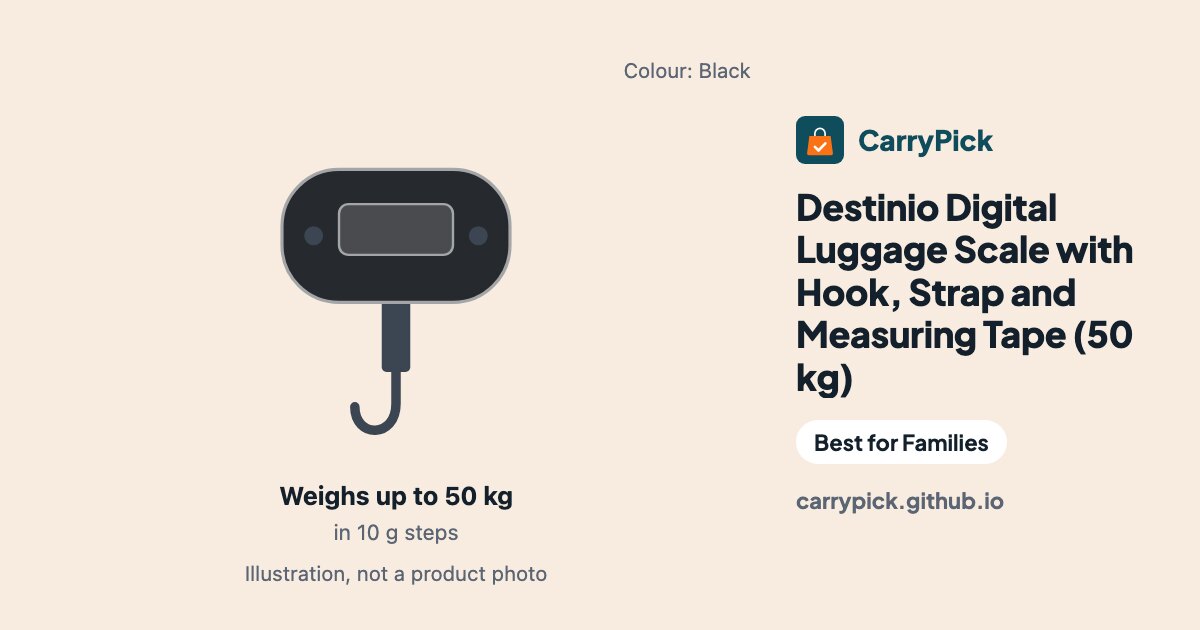 Colour: Black
CarryPick
Destinio Digital
Luggage Scale with
Hook, Strap and
Measuring Tape (50
kg)
Best for Families
carrypick.github.io
Weighs up to 50 kg
in 10 g steps
Illustration, not a product photo